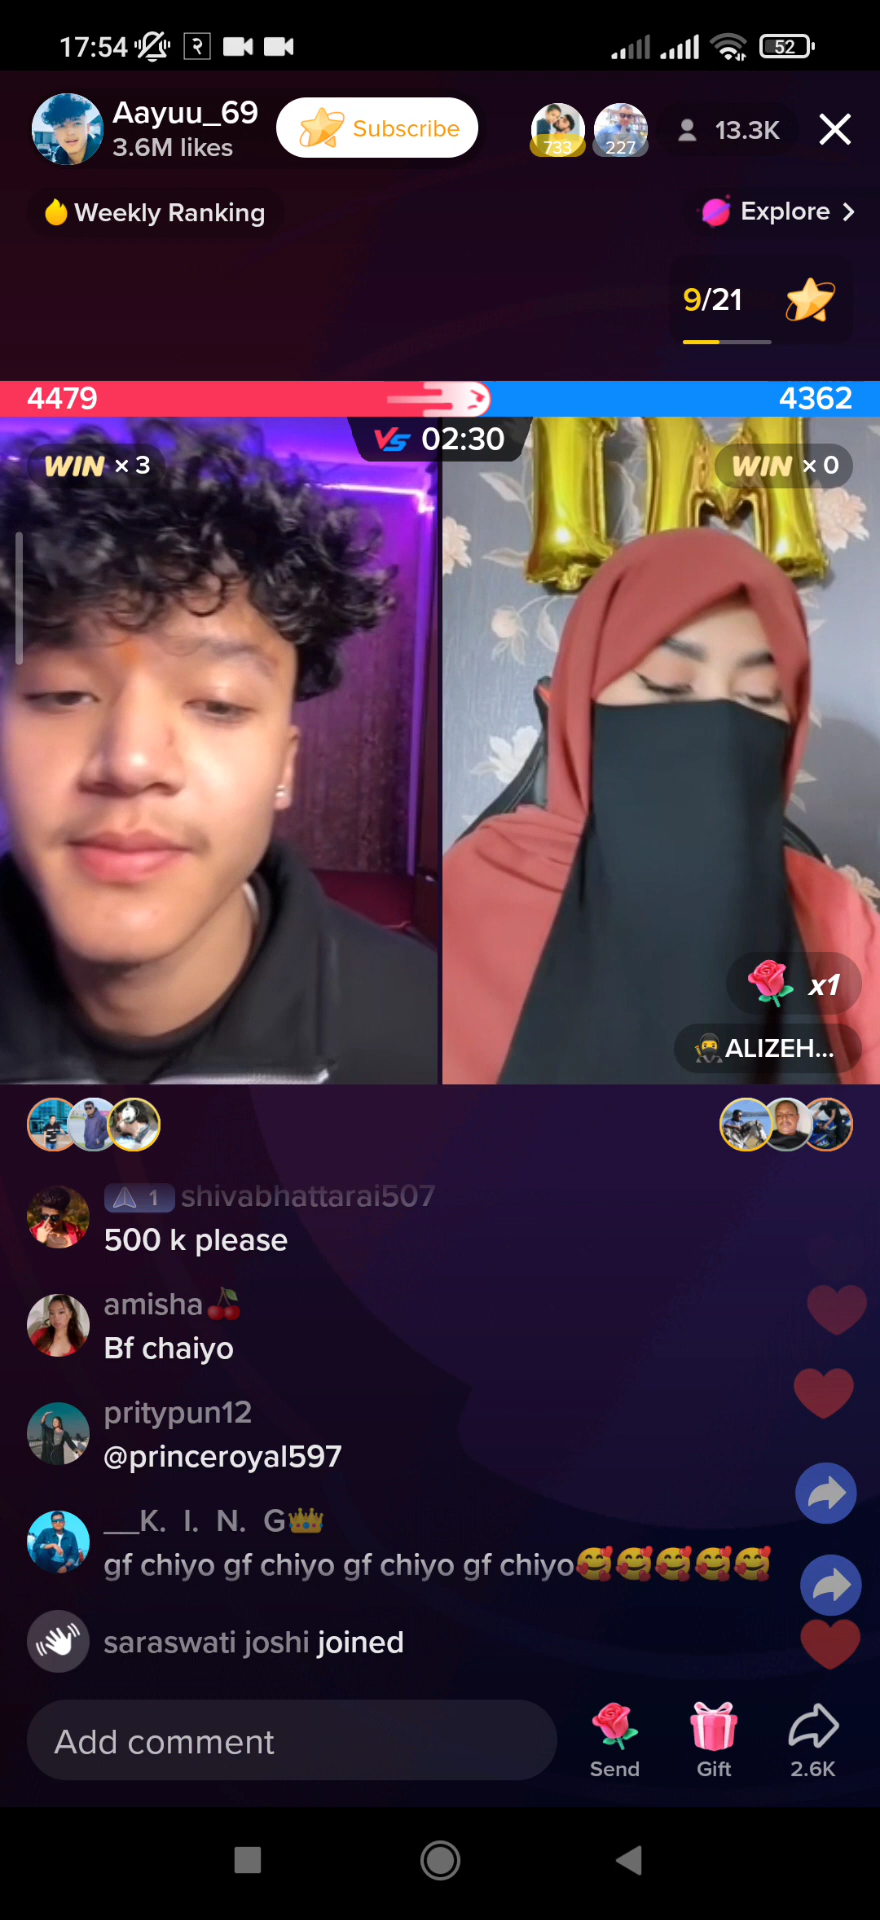 17:54 २ 52
Aayuu_69
3.6M likes
Subscribe
733
227
13.3K
Weekly Ranking
Explore
9/21
4479
4362
VS 02:30
WIN × 3
WIN × 0
IM
x1
ALIZEH...
1 shivabhattarai507
500 k please
amisha🍒
Bf chaiyo
pritypun12
@princeroyal597
__K. I. N. G👑
gf chiyo gf chiyo gf chiyo gf chiyo🥰🥰🥰🥰🥰
saraswati joshi joined
Add comment
Send
Gift
2.6K